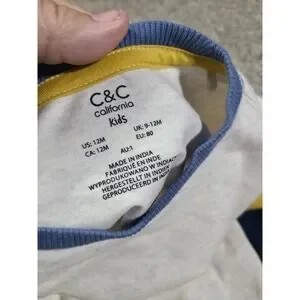 C&C
california
Kids
US: 12M UK: 9-12M
CA: 12M AU:1 EU: 80
MADE IN INDIA
FABRIQUÉ EN INDE
WYPRODUKOWANO W INDIACH
HERGESTELLT IN INDIEN
GEPRODUCEERD IN INDIA